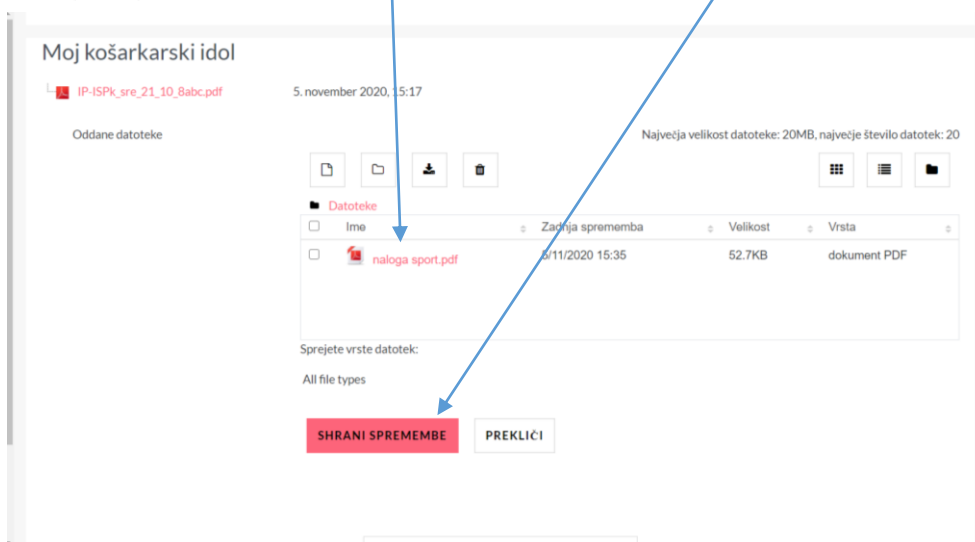 Moj košarkarski idol
IP-ISPk_sre_21_10_8abc.pdf 5. november 2020, 15:17
Oddane datoteke Največja velikost datoteke: 20MB, največje število datotek: 20
Datoteke
Ime Zadnja sprememba Velikost Vrsta
naloga sport.pdf 5/11/2020 15:35 52.7KB dokument PDF
Sprejete vrste datotek:
All file types
SHRANI SPREMEMBE PREKLIČI